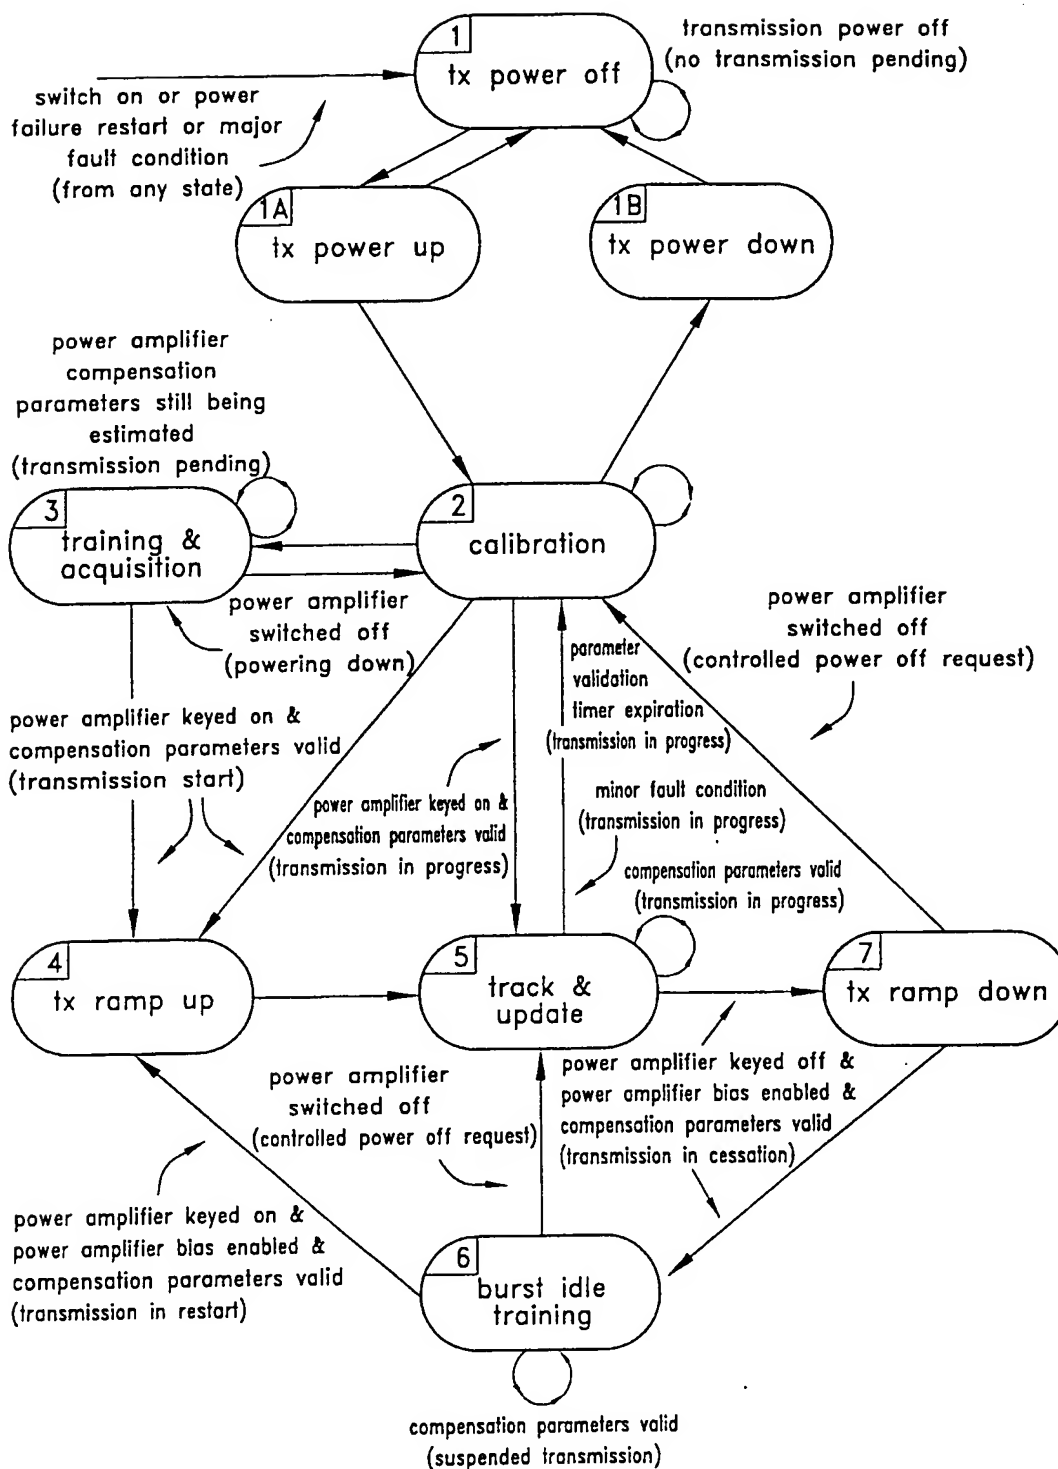 1
tx power off
transmission power off
(no transmission pending)
switch on or power
failure restart or major
fault condition
(from any state)
1A
tx power up
1B
tx power down
power amplifier
compensation
parameters still being
estimated
(transmission pending)
3
training &
acquisition
2
calibration
power amplifier
switched off
(powering down)
parameter
validation
timer expiration
(transmission in progress)
power amplifier
switched off
(controlled power off request)
power amplifier keyed on &
compensation parameters valid
(transmission start)
power amplifier keyed on &
compensation parameters valid
(transmission in progress)
minor fault condition
(transmission in progress)
compensation parameters valid
(transmission in progress)
4
tx ramp up
5
track &
update
7
tx ramp down
power amplifier
switched off
(controlled power off request)
power amplifier keyed off &
power amplifier bias enabled &
compensation parameters valid
(transmission in cessation)
power amplifier keyed on &
power amplifier bias enabled &
compensation parameters valid
(transmission in restart)
6
burst idle
training
compensation parameters valid
(suspended transmission)